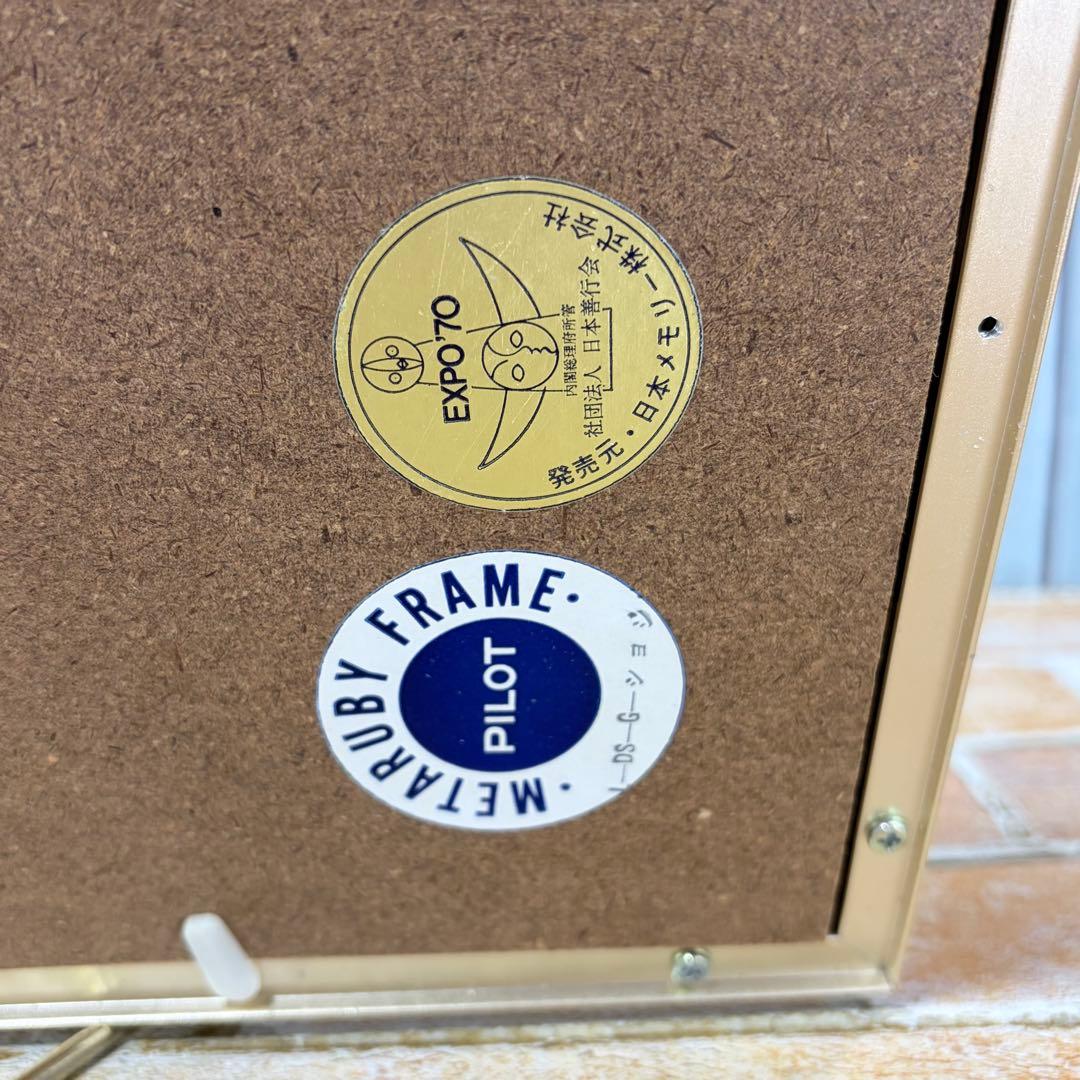 EXPO'70
内閣総理府所管
社団法人 日本善行会
発売元・日本メモリー株式会社
METARUBY FRAME
PILOT
DS-G-ショウ